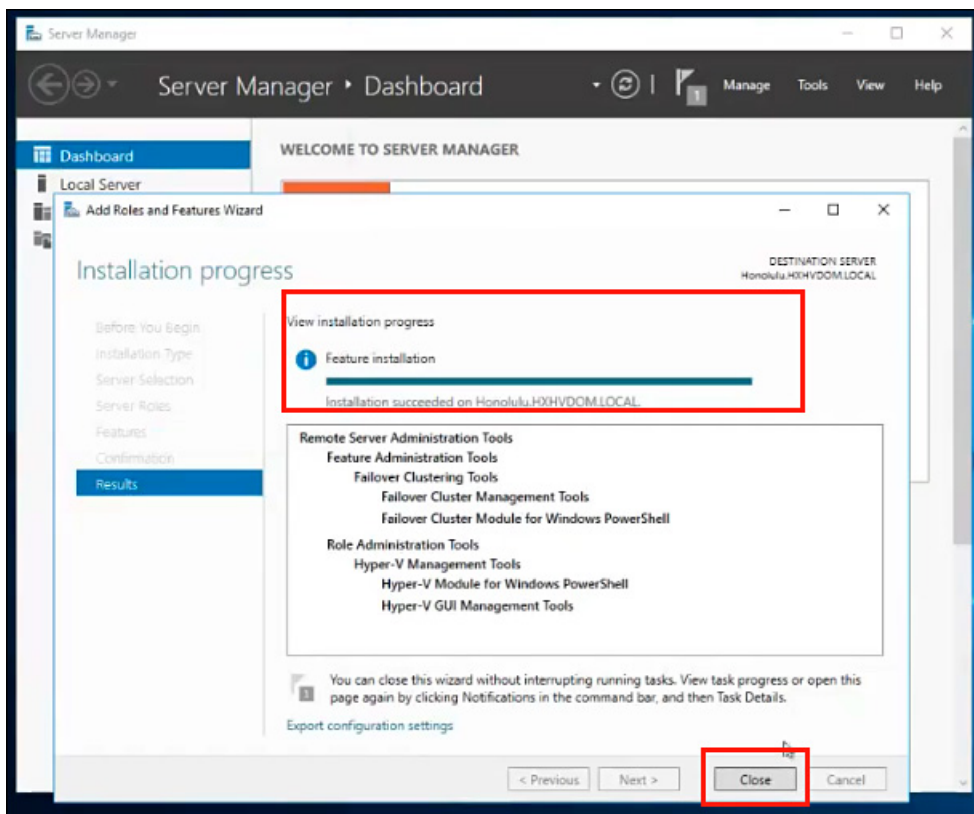 Server Manager
Server Manager • Dashboard
1
Manage Tools View Help
Dashboard
WELCOME TO SERVER MANAGER
Local Server
Add Roles and Features Wizard
Installation progress
DESTINATION SERVER
Honolulu.HXHVDOM.LOCAL
Before You Begin
Installation Type
Server Selection
Server Roles
Features
Confirmation
Results
View installation progress
Feature installation
Installation succeeded on Honolulu.HXHVDOM.LOCAL.
Remote Server Administration Tools
Feature Administration Tools
Failover Clustering Tools
Failover Cluster Management Tools
Failover Cluster Module for Windows PowerShell
Role Administration Tools
Hyper-V Management Tools
Hyper-V Module for Windows PowerShell
Hyper-V GUI Management Tools
1
You can close this wizard without interrupting running tasks. View task progress or open this
page again by clicking Notifications in the command bar, and then Task Details.
Export configuration settings
< Previous Next > Close Cancel